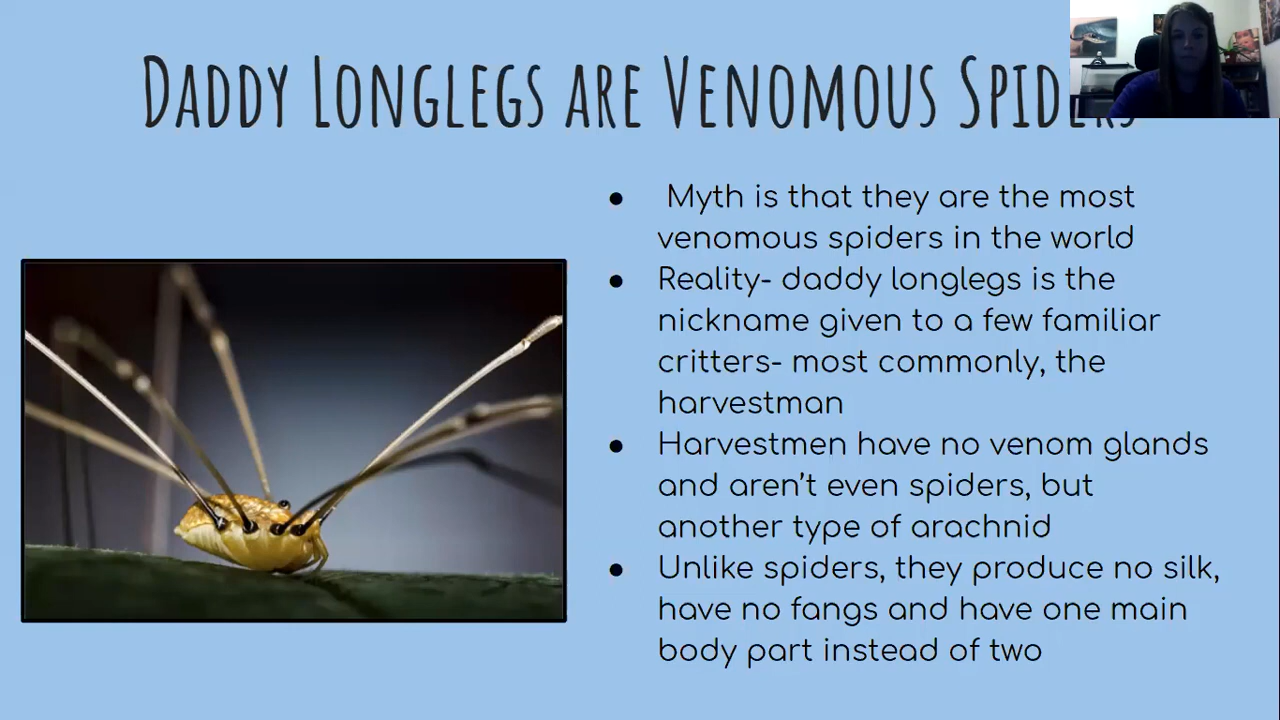 DADDY LONGLEGS ARE VENOMOUS SPIDERS
Myth is that they are the most
venomous spiders in the world
Reality- daddy longlegs is the
nickname given to a few familiar
critters- most commonly, the
harvestman
Harvestmen have no venom glands
and aren't even spiders, but
another type of arachnid
Unlike spiders, they produce no silk,
have no fangs and have one main
body part instead of two